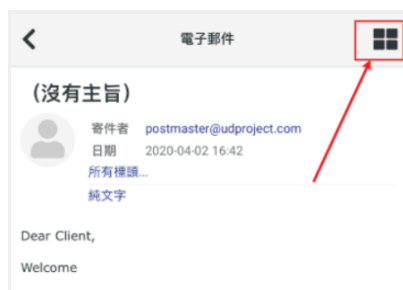 電子郵件
(沒有主旨)
寄件者 postmaster@udproject.com
日期 2020-04-02 16:42
所有標頭...
純文字
Dear Client,
Welcome